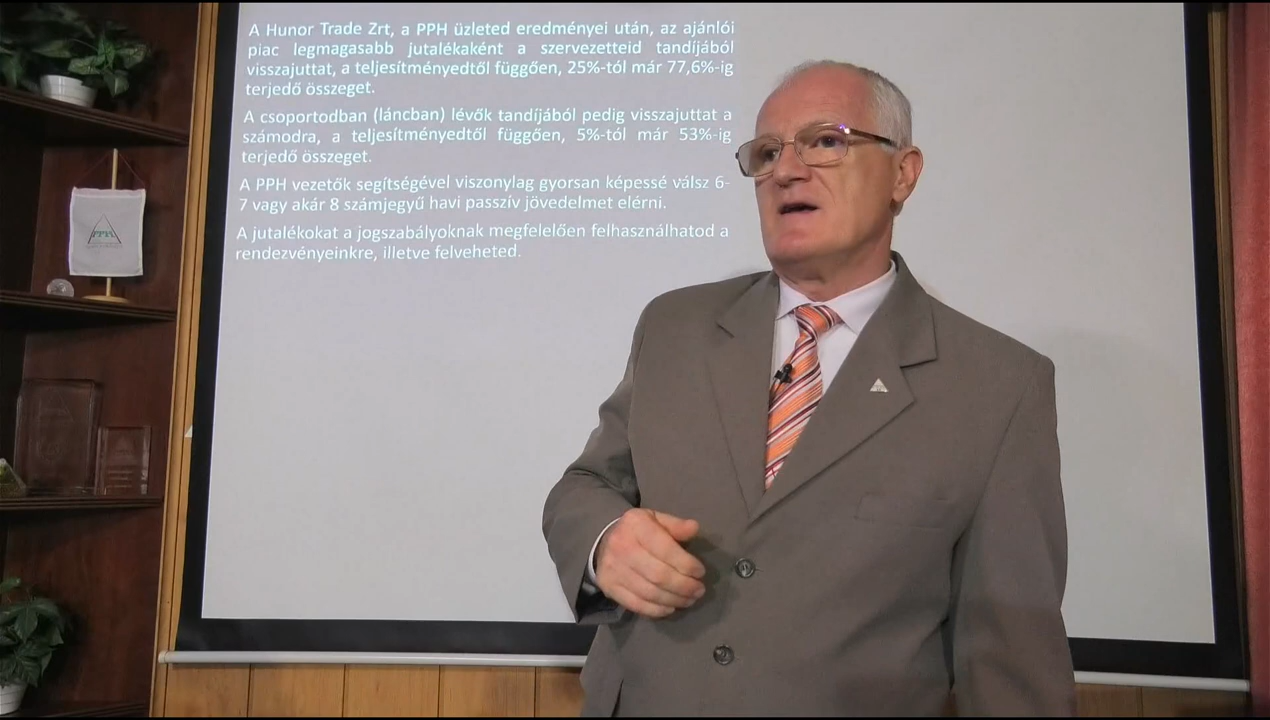 A Hunor Trade Zrt, a PPH üzleted eredményei után, az ajánlói
piac legmagasabb jutalékaként a szervezetteid tandíjából
visszajuttat, a teljesítményedtől függően, 25%-tól már 77,6%-ig
terjedő összeget.
A csoportodban (láncban) lévők tandíjából pedig visszajuttat a
számodra, a teljesítményedtől függően, 5%-tól már 53%-ig
terjedő összeget.
A PPH vezetők segítségével viszonylag gyorsan képessé válsz 6-
7 vagy akár 8 számjegyű havi passzív jövedelmet elérni.
A jutalékokat a jogszabályoknak megfelelően felhasználhatod a
rendezvényeinkre, illetve felveheted.
PPH